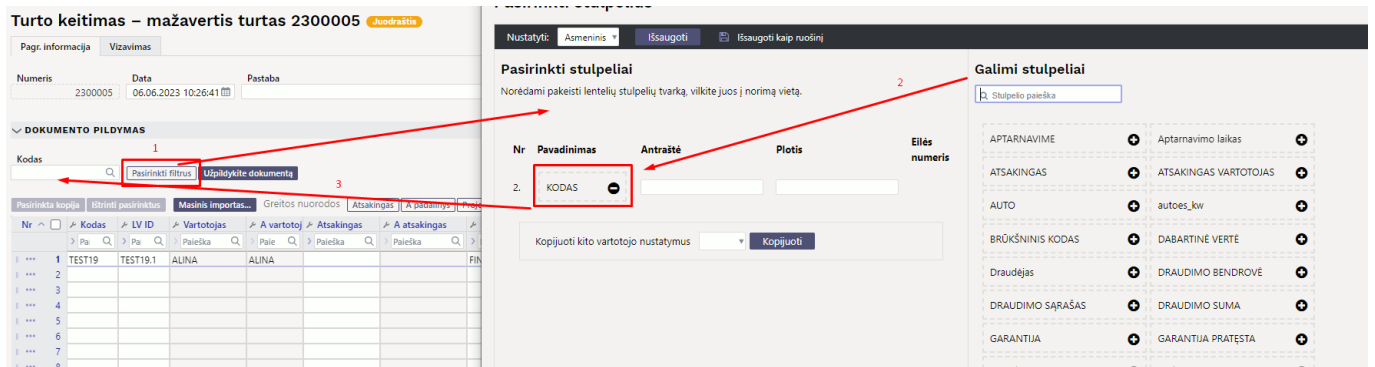 Turto keitimas – mažavertis turtas 2300005 Juodraštis
Pagr. informacija Vizavimas
Numeris Data Pastaba
2300005 06.06.2023 10:26:41
DOKUMENTO PILDYMAS
1
Kodas
Pasirinkti filtrus Užpildykite dokumentą
3
Pasirinkta kopija Ištrinti pasirinktus Masinis importas... Greitos nuorodos Atsakingas A padalinys
Nr Kodas LV ID Vartotojas A vartotoj Atsakingas A atsakingas
Pai Pai Paieška Paie Paieška Paieška
1 TEST19 TEST19.1 ALINA ALINA FIN
2
3
4
5
6
7
8
Nustatyti: Asmeninis Išsaugoti Išsaugoti kaip ruošinį
Pasirinkti stulpeliai
Norėdami pakeisti lentelių stulpelių tvarką, vilkite juos į norimą vietą.
2
Nr Pavadinimas Antraštė Plotis Eilės numeris
2. KODAS
Kopijuoti kito vartotojo nustatymus Kopijuoti
Galimi stulpeliai
Stulpelio paieška
APTARNAVIME Aptarnavimo laikas
ATSAKINGAS ATSAKINGAS VARTOTOJAS
AUTO autoes_kw
BRŪKŠNINIS KODAS DABARTINĖ VERTĖ
Draudėjas DRAUDIMO BENDROVĖ
DRAUDIMO SĄRAŠAS DRAUDIMO SUMA
GARANTIJA GARANTIJA PRATĘSTA